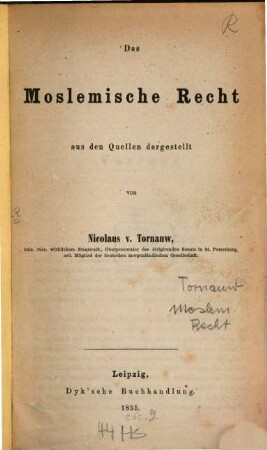 R
Das
Moslemische Recht
aus den Quellen dargestellt
von
Nicolaus v. Tornauw,
kais. russ. wirklichem Staatsrath, Oberprocureur des dirigirenden Senats in St. Petersburg,
ord. Mitglied der deutschen morgenländischen Gesellschaft.
Tornauw
Moslem.
Recht
Leipzig,
Dyk'sche Buchhandlung.
1855.